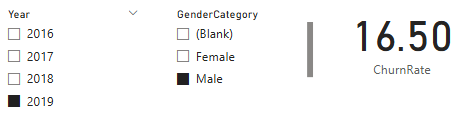 Year
2016
2017
2018
2019
GenderCategory
(Blank)
Female
Male
16.50
ChurnRate